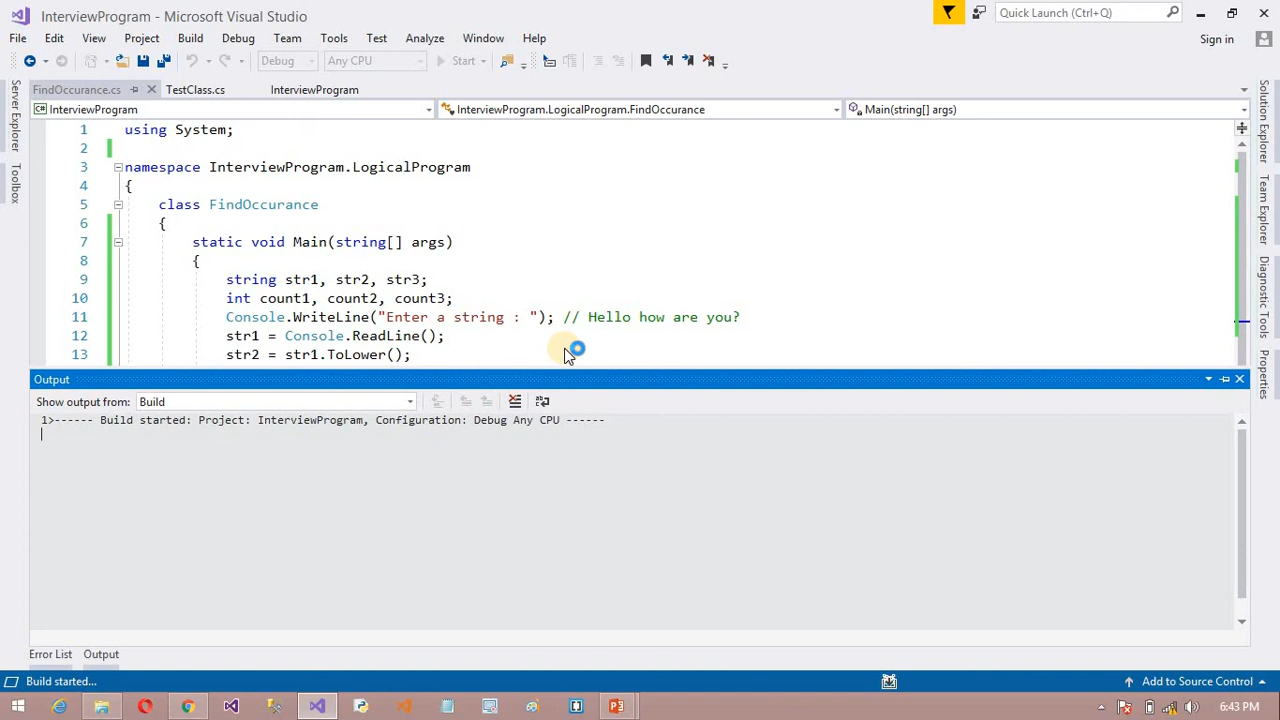 InterviewProgram - Microsoft Visual Studio
Quick Launch (Ctrl+Q)
File Edit View Project Build Debug Team Tools Test Analyze Window Help
Sign in
Debug Any CPU Start
FindOccurance.cs TestClass.cs InterviewProgram
InterviewProgram InterviewProgram.LogicalProgram.FindOccurance Main(string[] args)
Server Explorer
Toolbox
1 using System;
2
3 namespace InterviewProgram.LogicalProgram
4 {
5 class FindOccurance
6 {
7 static void Main(string[] args)
8 {
9 string str1, str2, str3;
10 int count1, count2, count3;
11 Console.WriteLine("Enter a string : "); // Hello how are you?
12 str1 = Console.ReadLine();
13 str2 = str1.ToLower();
Solution Explorer
Team Explorer
Diagnostic Tools
Properties
Output
Show output from: Build
1>------ Build started: Project: InterviewProgram, Configuration: Debug Any CPU ------
Error List Output
Build started... Add to Source Control
6:43 PM